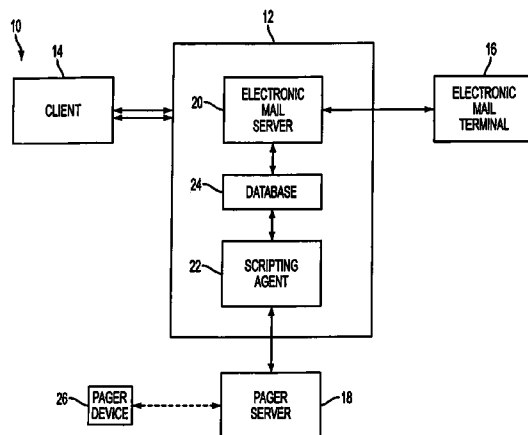 10
14
12
16
CLIENT
20
ELECTRONIC
MAIL
SERVER
ELECTRONIC
MAIL
TERMINAL
24
DATABASE
22
SCRIPTING
AGENT
26
PAGER
DEVICE
PAGER
SERVER
18